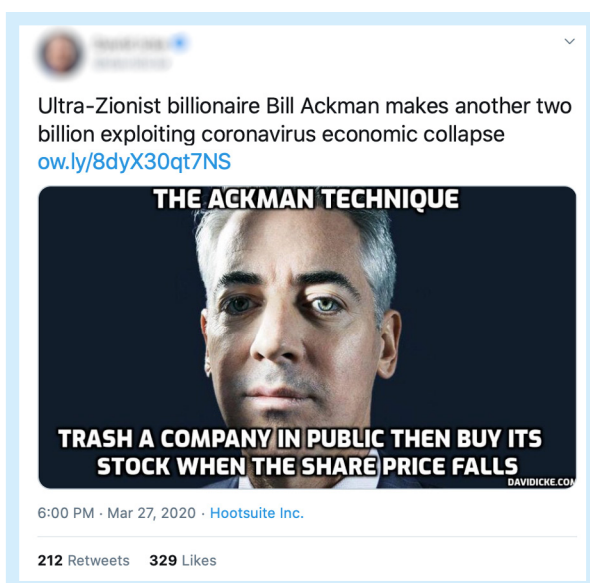 Ultra-Zionist billionaire Bill Ackman makes another two
billion exploiting coronavirus economic collapse
ow.ly/8dyX30qt7NS
THE ACKMAN TECHNIQUE
TRASH A COMPANY IN PUBLIC THEN BUY ITS
STOCK WHEN THE SHARE PRICE FALLS
DAVIDICKE.COM
6:00 PM · Mar 27, 2020 · Hootsuite Inc.
212 Retweets 329 Likes